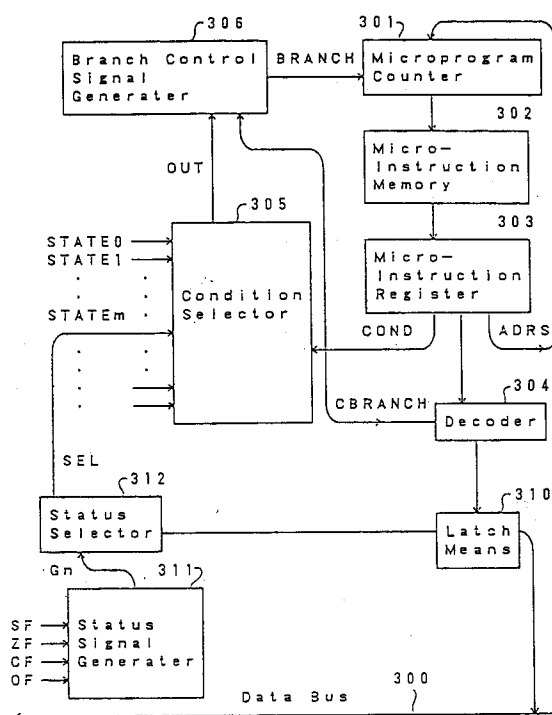 306
Branch Control
Signal
Generater
BRANCH
301
Microprogram
Counter
302
Micro-
Instruction
Memory
303
Micro-
Instruction
Register
OUT
305
Condition
Selector
STATE0
STATE1
STATEm
COND
ADRS
CBRANCH
304
Decoder
SEL
312
Status
Selector
310
Latch
Means
Gn
311
Status
Signal
Generater
SF
ZF
CF
OF
Data Bus
300